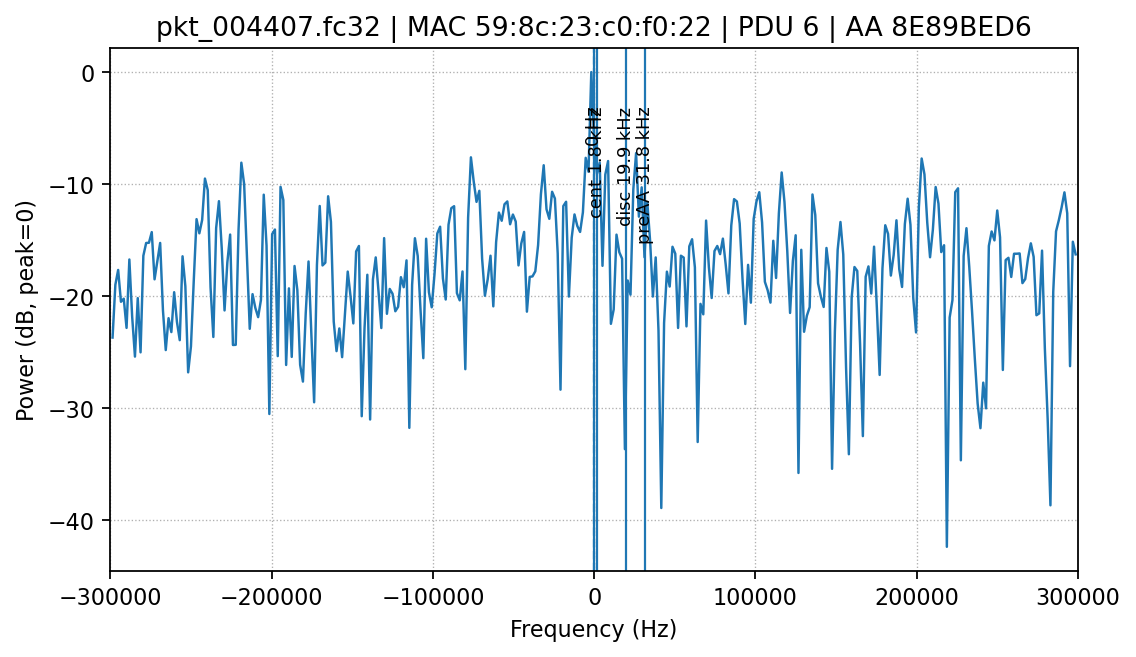 pkt_004407.fc32 | MAC 59:8c:23:c0:f0:22 | PDU 6 | AA 8E89BED6
Power (dB, peak=0)
0
−10
−20
−30
−40
disc 19.9 kHz
preAA 31.8 kHz
−300000
−200000
−100000
0
100000
200000
300000
Frequency (Hz)